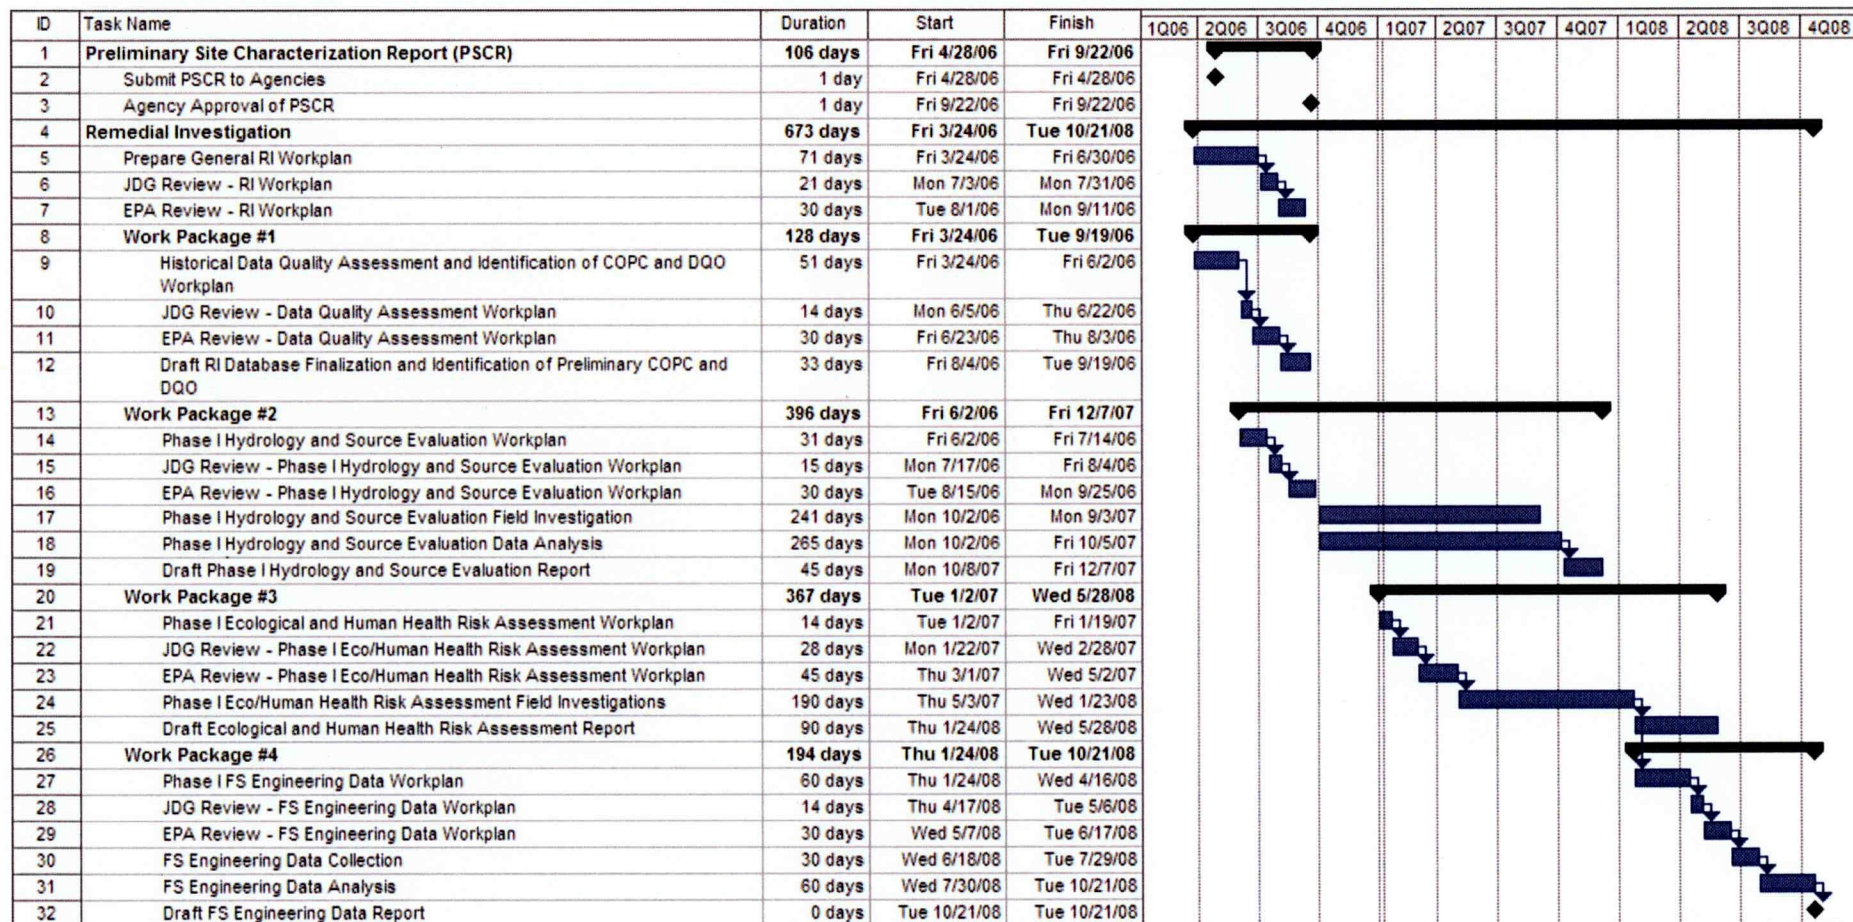 ID Task Name Duration Start Finish 1Q06 2Q06 3Q06 4Q06 1Q07 2Q07 3Q07 4Q07 1Q08 2Q08 3Q08 4Q08
1 Preliminary Site Characterization Report (PSCR) 106 days Fri 4/28/06 Fri 9/22/06
2 Submit PSCR to Agencies 1 day Fri 4/28/06 Fri 4/28/06
3 Agency Approval of PSCR 1 day Fri 9/22/06 Fri 9/22/06
4 Remedial Investigation 673 days Fri 3/24/06 Tue 10/21/08
5 Prepare General RI Workplan 71 days Fri 3/24/06 Fri 6/30/06
6 JDG Review - RI Workplan 21 days Mon 7/3/06 Mon 7/31/06
7 EPA Review - RI Workplan 30 days Tue 8/1/06 Mon 9/11/06
8 Work Package #1 128 days Fri 3/24/06 Tue 9/19/06
9 Historical Data Quality Assessment and Identification of COPC and DQO 51 days Fri 3/24/06 Fri 6/2/06
Workplan
10 JDG Review - Data Quality Assessment Workplan 14 days Mon 6/5/06 Thu 6/22/06
11 EPA Review - Data Quality Assessment Workplan 30 days Fri 6/23/06 Thu 8/3/06
12 Draft RI Database Finalization and Identification of Preliminary COPC and 33 days Fri 8/4/06 Tue 9/19/06
DQO
13 Work Package #2 396 days Fri 6/2/06 Fri 12/7/07
14 Phase I Hydrology and Source Evaluation Workplan 31 days Fri 6/2/06 Fri 7/14/06
15 JDG Review - Phase I Hydrology and Source Evaluation Workplan 15 days Mon 7/17/06 Fri 8/4/06
16 EPA Review - Phase I Hydrology and Source Evaluation Workplan 30 days Tue 8/15/06 Mon 9/25/06
17 Phase I Hydrology and Source Evaluation Field Investigation 241 days Mon 10/2/06 Mon 9/3/07
18 Phase I Hydrology and Source Evaluation Data Analysis 265 days Mon 10/2/06 Fri 10/5/07
19 Draft Phase I Hydrology and Source Evaluation Report 45 days Mon 10/8/07 Fri 12/7/07
20 Work Package #3 367 days Tue 1/2/07 Wed 5/28/08
21 Phase I Ecological and Human Health Risk Assessment Workplan 14 days Tue 1/2/07 Fri 1/19/07
22 JDG Review - Phase I Eco/Human Health Risk Assessment Workplan 28 days Mon 1/22/07 Wed 2/28/07
23 EPA Review - Phase I Eco/Human Health Risk Assessment Workplan 45 days Thu 3/1/07 Wed 5/2/07
24 Phase I Eco/Human Health Risk Assessment Field Investigations 190 days Thu 5/3/07 Wed 1/23/08
25 Draft Ecological and Human Health Risk Assessment Report 90 days Thu 1/24/08 Wed 5/28/08
26 Work Package #4 194 days Thu 1/24/08 Tue 10/21/08
27 Phase I FS Engineering Data Workplan 60 days Thu 1/24/08 Wed 4/16/08
28 JDG Review - FS Engineering Data Workplan 14 days Thu 4/17/08 Tue 5/6/08
29 EPA Review - FS Engineering Data Workplan 30 days Wed 5/7/08 Tue 6/17/08
30 FS Engineering Data Collection 30 days Wed 6/18/08 Tue 7/29/08
31 FS Engineering Data Analysis 60 days Wed 7/30/08 Tue 10/21/08
32 Draft FS Engineering Data Report 0 days Tue 10/21/08 Tue 10/21/08